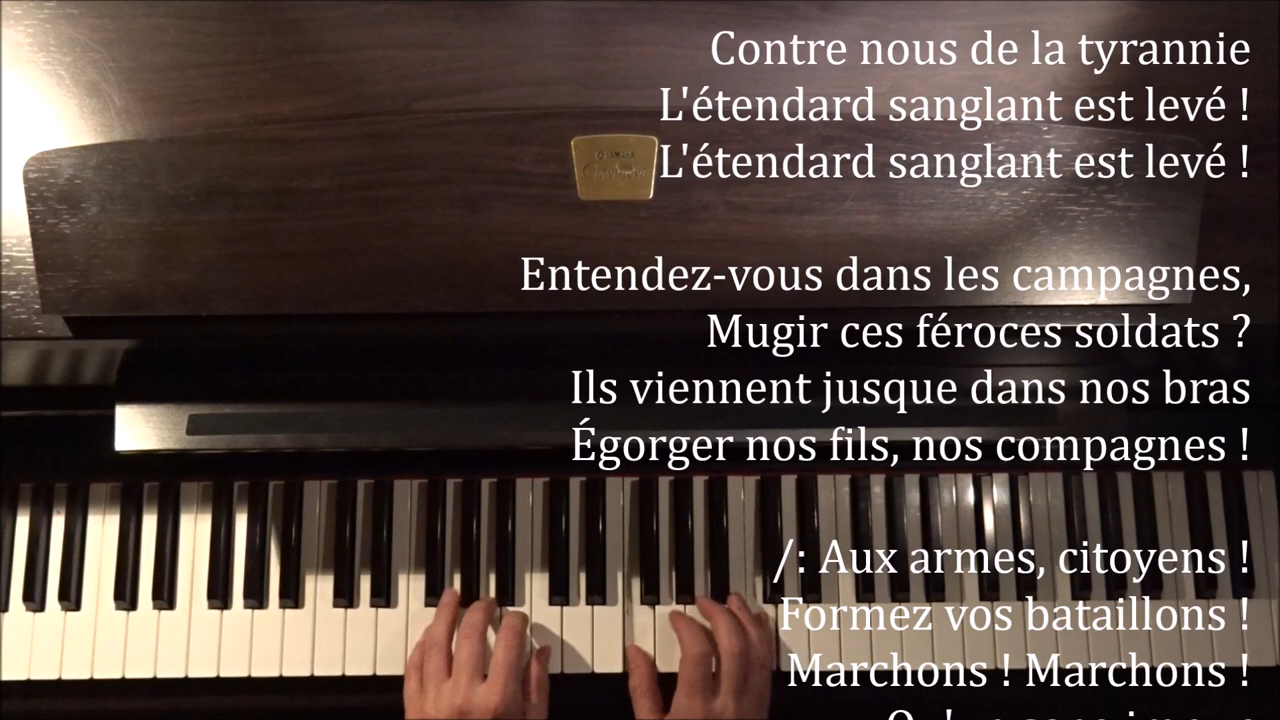 Contre nous de la tyrannie
L'étendard sanglant est levé !
YAMAHA
L'étendard sanglant est levé !
Entendez-vous dans les campagnes,
Mugir ces féroces soldats ?
Ils viennent jusque dans nos bras
Égorger nos fils, nos compagnes !
/: Aux armes, citoyens !
Formez vos bataillons !
Marchons ! Marchons !